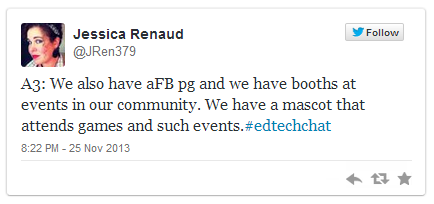 Jessica Renaud
Follow
@JRen379
A3: We also have aFB pg and we have booths at
events in our community. We have a mascot that
attends games and such events.#edtechchat
8:22 PM - 25 Nov 2013